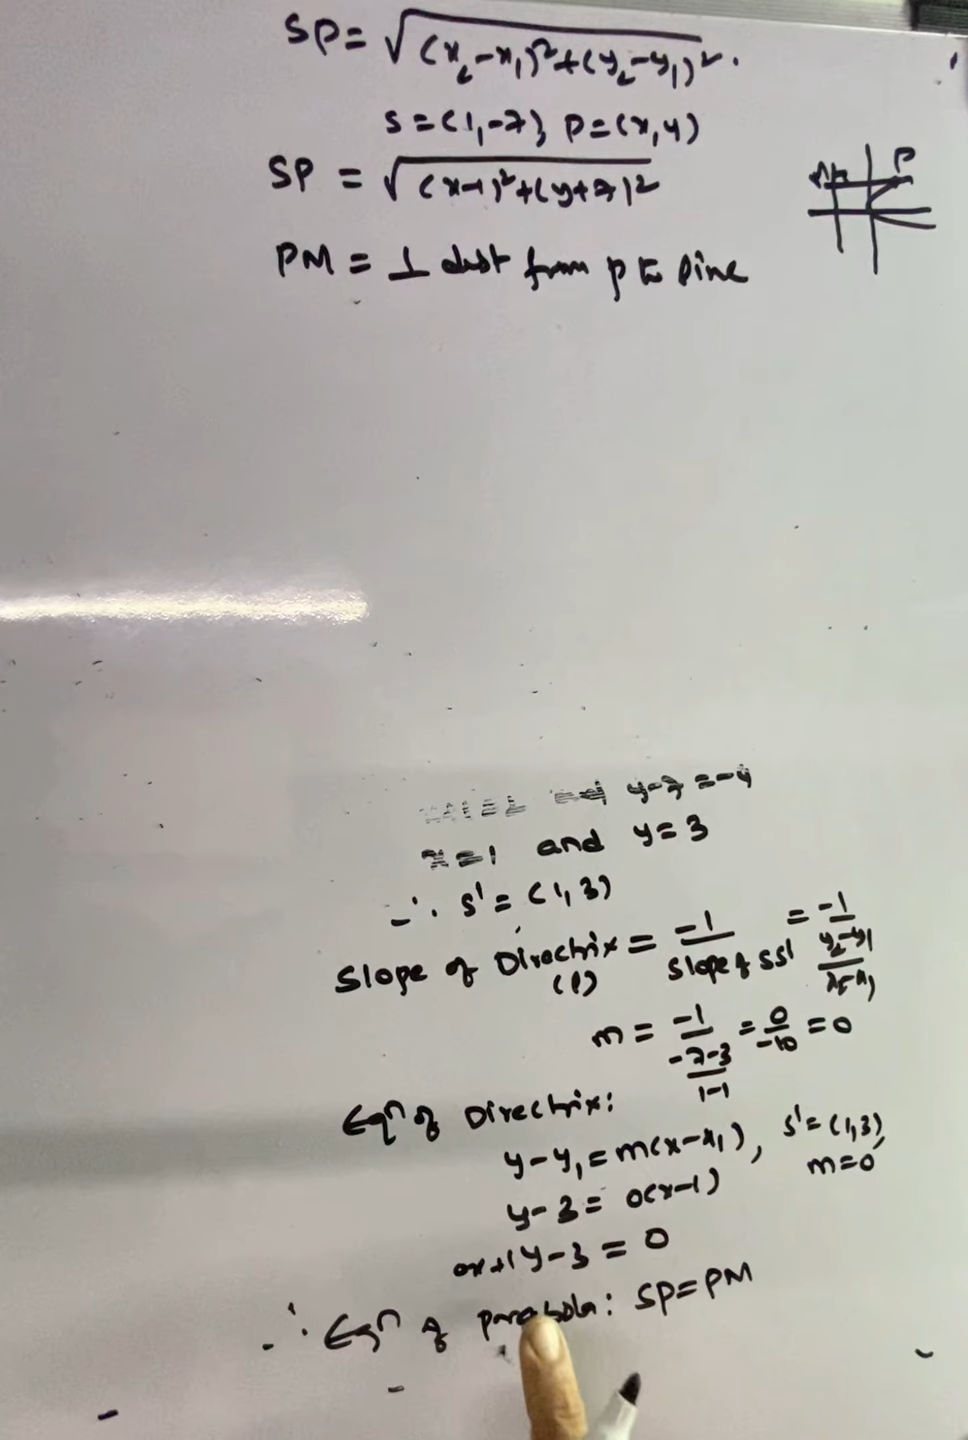 SP = √(x₂-x₁)²+(y₂-y₁)².
S = (1,-7), P = (x,y)
SP = √(x-1)²+(y+7)²
P
PM = ⊥ dist from P to line
y-7 = -4
x = 1 and y = 3
∴ S' = (1,3)
Slope of Directrix = -1/slope of SS' = -1/((y₂-y₁)/(x₂-x₁))
(l)
m = -1/((-7-3)/(1-1)) = 0/-10 = 0
Eqn of Directrix:
y-y₁ = m(x-x₁), S' = (1,3),
m=0
y-3 = 0(x-1)
0x+1y-3 = 0
∴ Eqn of parabola: SP=PM